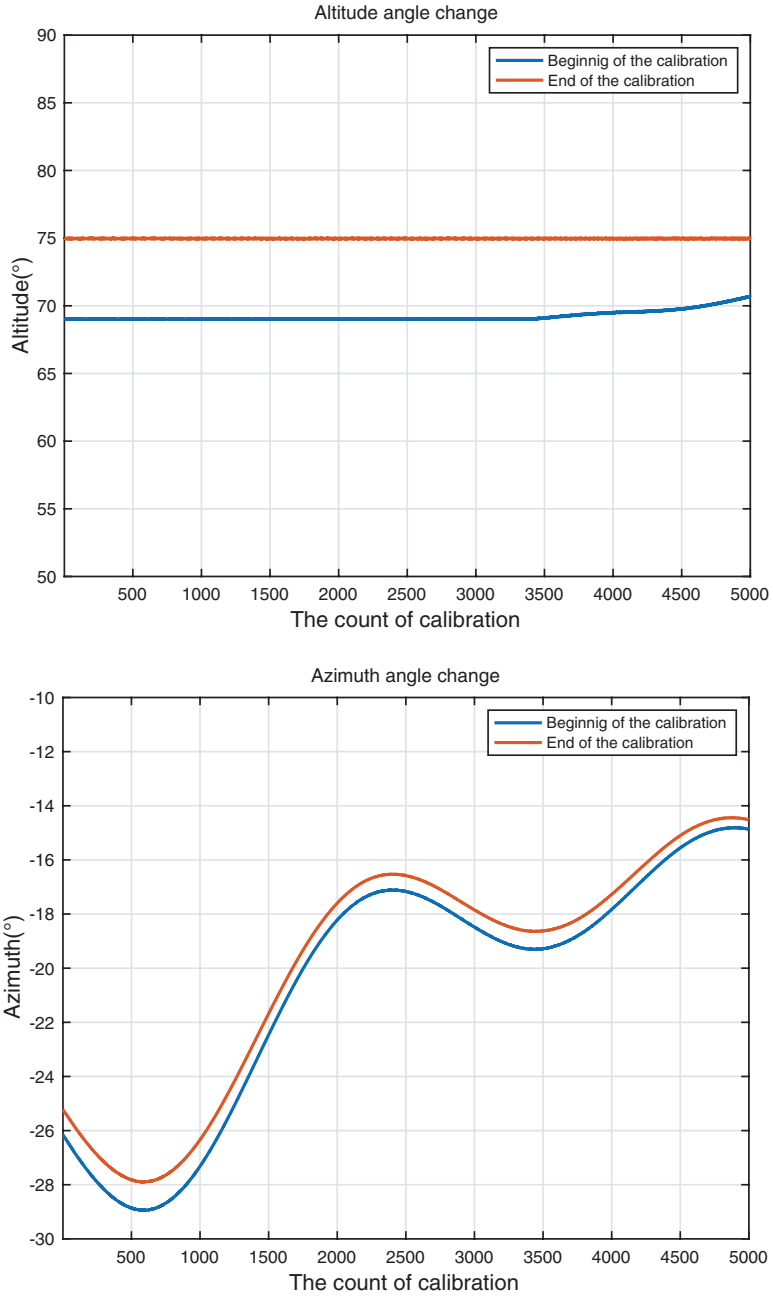 Altitude angle change
90
85
80
75
70
65
60
55
50
Altitude(°)
Beginnig of the calibration
End of the calibration
500 1000 1500 2000 2500 3000 3500 4000 4500 5000
The count of calibration
Azimuth angle change
-10
-12
-14
-16
-18
-20
-22
-24
-26
-28
-30
Azimuth(°)
Beginnig of the calibration
End of the calibration
500 1000 1500 2000 2500 3000 3500 4000 4500 5000
The count of calibration